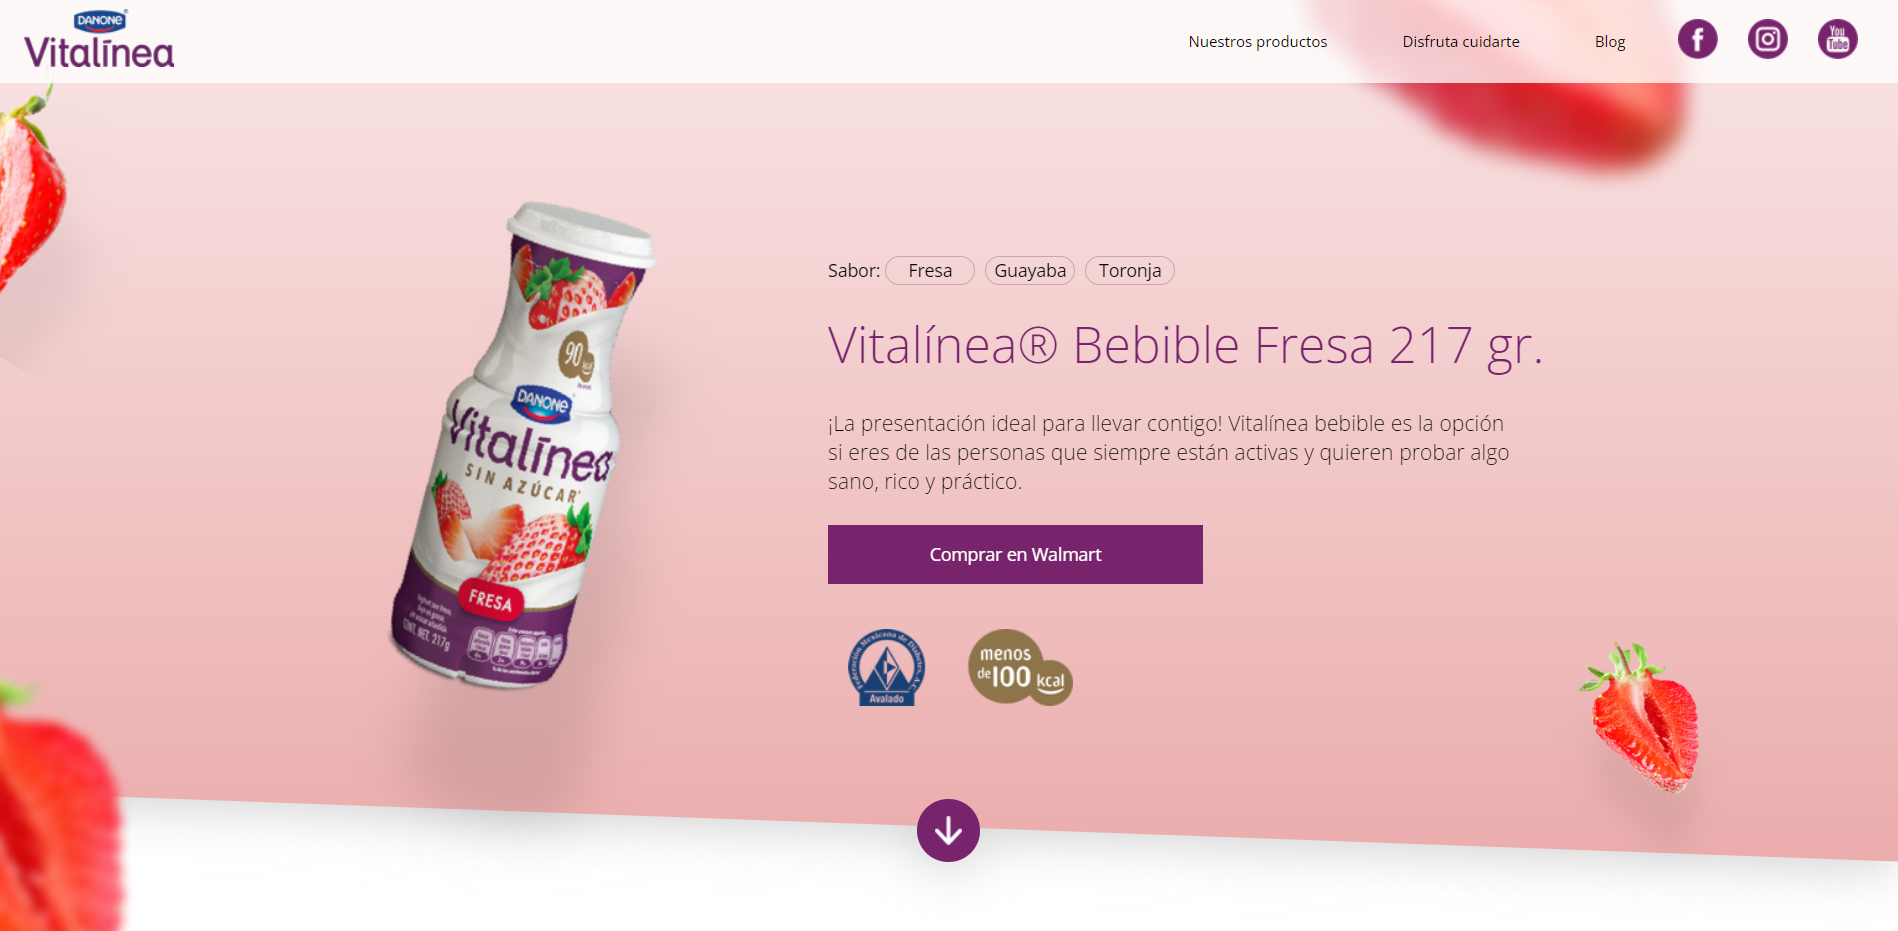 DANONE
Vitalínea
Nuestros productos
Disfruta cuidarte
Blog
You
Tube
Sabor: Fresa Guayaba Toronja
Vitalínea® Bebible Fresa 217 gr.
¡La presentación ideal para llevar contigo! Vitalínea bebible es la opción
si eres de las personas que siempre están activas y quieren probar algo
sano, rico y práctico.
Comprar en Walmart
Federación Mexicana de Diabetes, A.C.
Avalado
menos
de 100 kcal
90 kcal
DANONE
Vitalínea
SIN AZÚCAR
FRESA
CONT. NET. 217g